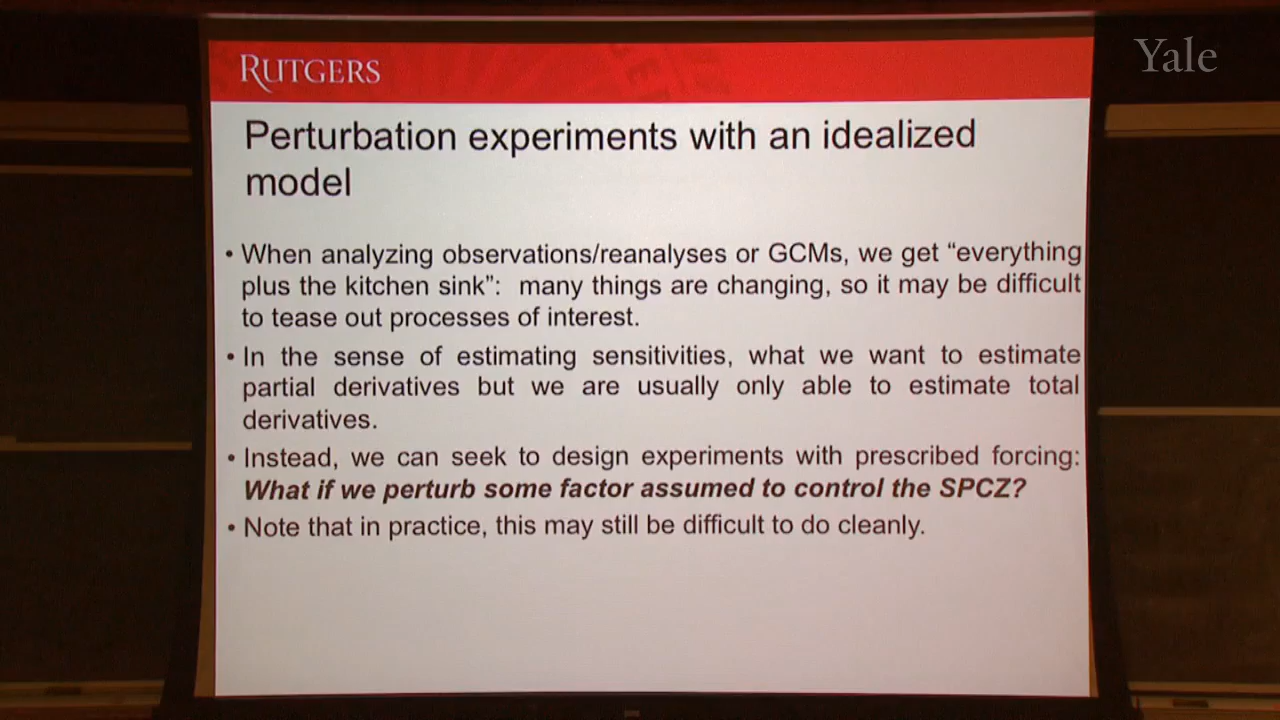 RUTGERS
Yale
Perturbation experiments with an idealized
model
• When analyzing observations/reanalyses or GCMs, we get “everything
plus the kitchen sink”: many things are changing, so it may be difficult
to tease out processes of interest.
• In the sense of estimating sensitivities, what we want to estimate
partial derivatives but we are usually only able to estimate total
derivatives.
• Instead, we can seek to design experiments with prescribed forcing:
What if we perturb some factor assumed to control the SPCZ?
• Note that in practice, this may still be difficult to do cleanly.